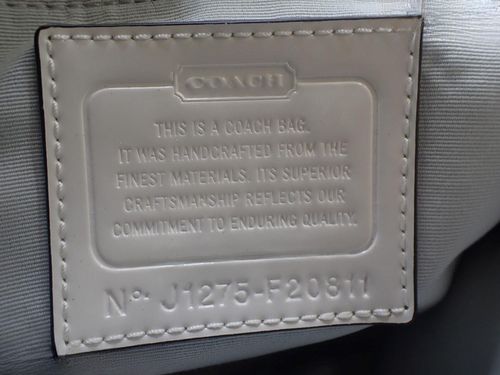 COACH
THIS IS A COACH BAG.
IT WAS HANDCRAFTED FROM THE
FINEST MATERIALS. ITS SUPERIOR
CRAFTSMANSHIP REFLECTS OUR
COMMITMENT TO ENDURING QUALITY.
No. J1275-F20811